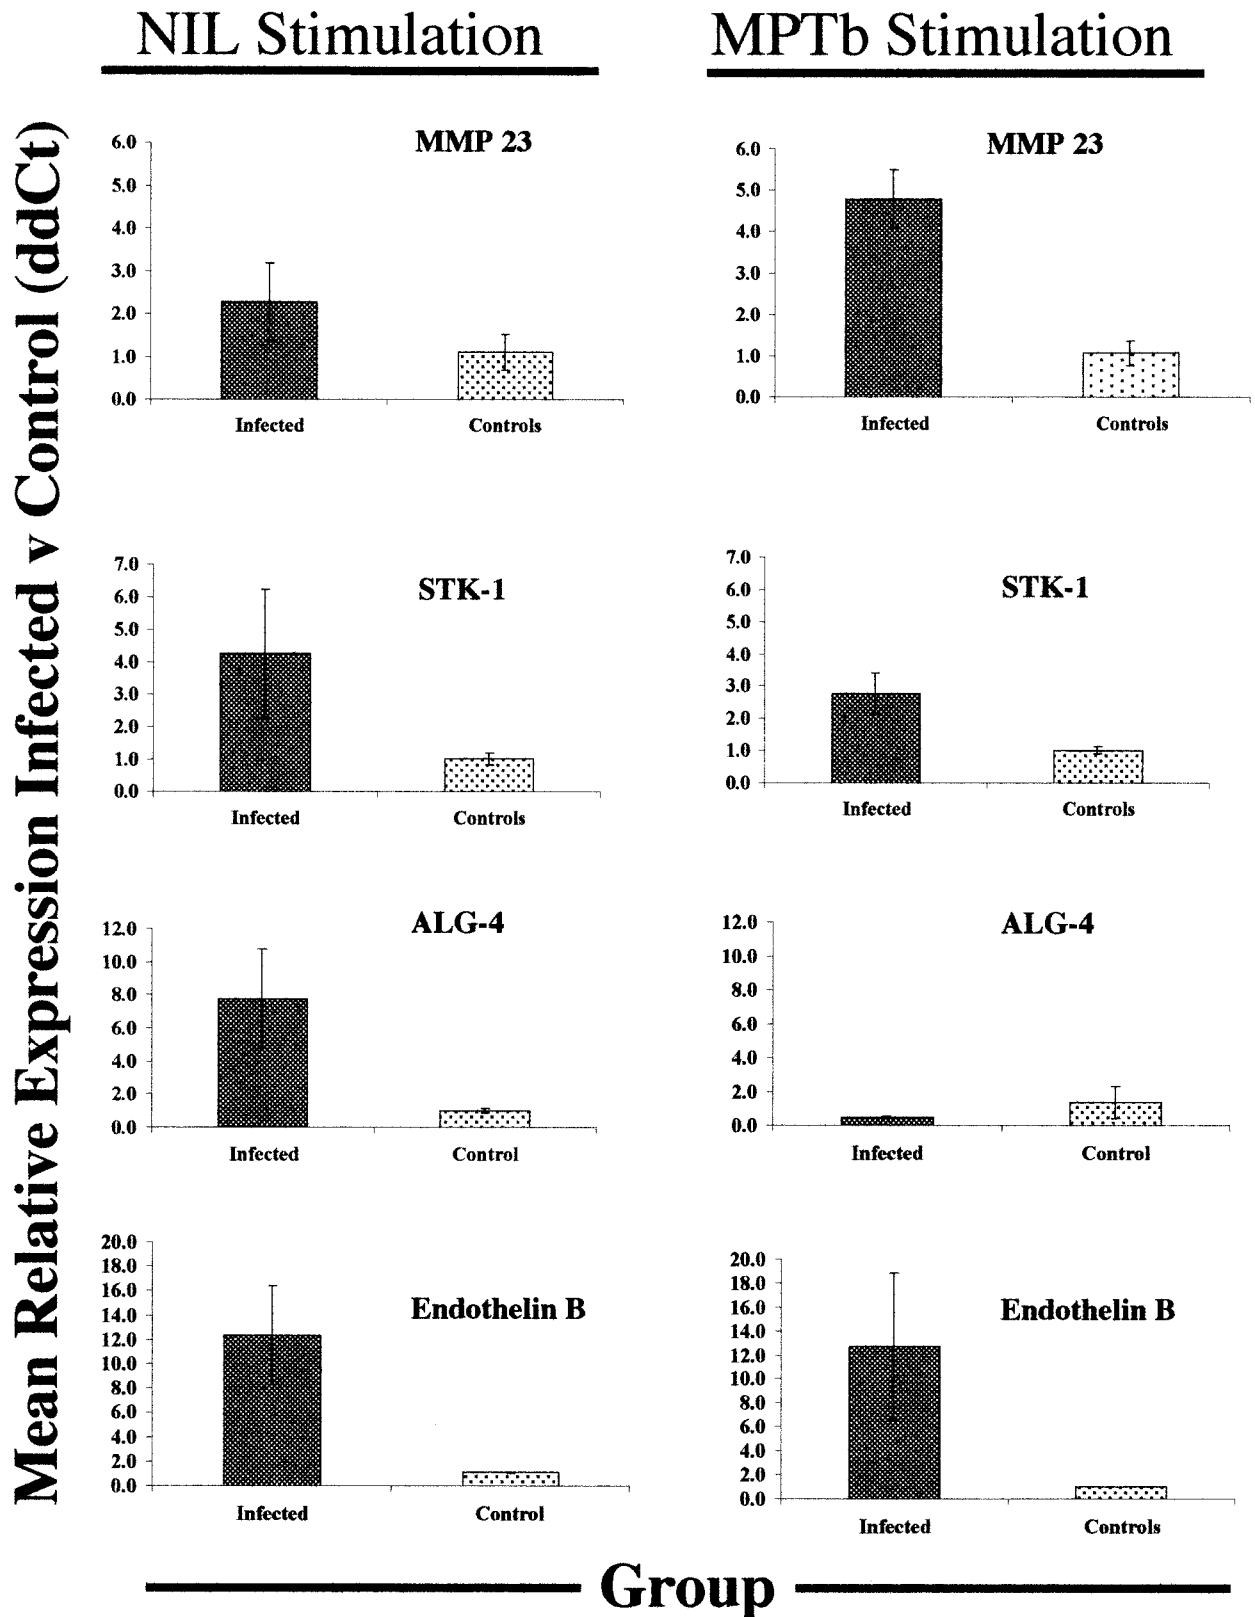 NIL Stimulation
MPTb Stimulation
Mean Relative Expression Infected v Control (ddCt)
MMP 23
6.0
5.0
4.0
3.0
2.0
1.0
0.0
Infected
Controls
MMP 23
6.0
5.0
4.0
3.0
2.0
1.0
0.0
Infected
Controls
STK-1
7.0
6.0
5.0
4.0
3.0
2.0
1.0
0.0
Infected
Controls
STK-1
7.0
6.0
5.0
4.0
3.0
2.0
1.0
0.0
Infected
Controls
ALG-4
12.0
10.0
8.0
6.0
4.0
2.0
0.0
Infected
Control
ALG-4
12.0
10.0
8.0
6.0
4.0
2.0
0.0
Infected
Control
Endothelin B
20.0
18.0
16.0
14.0
12.0
10.0
8.0
6.0
4.0
2.0
0.0
Infected
Control
Endothelin B
20.0
18.0
16.0
14.0
12.0
10.0
8.0
6.0
4.0
2.0
0.0
Infected
Controls
Group